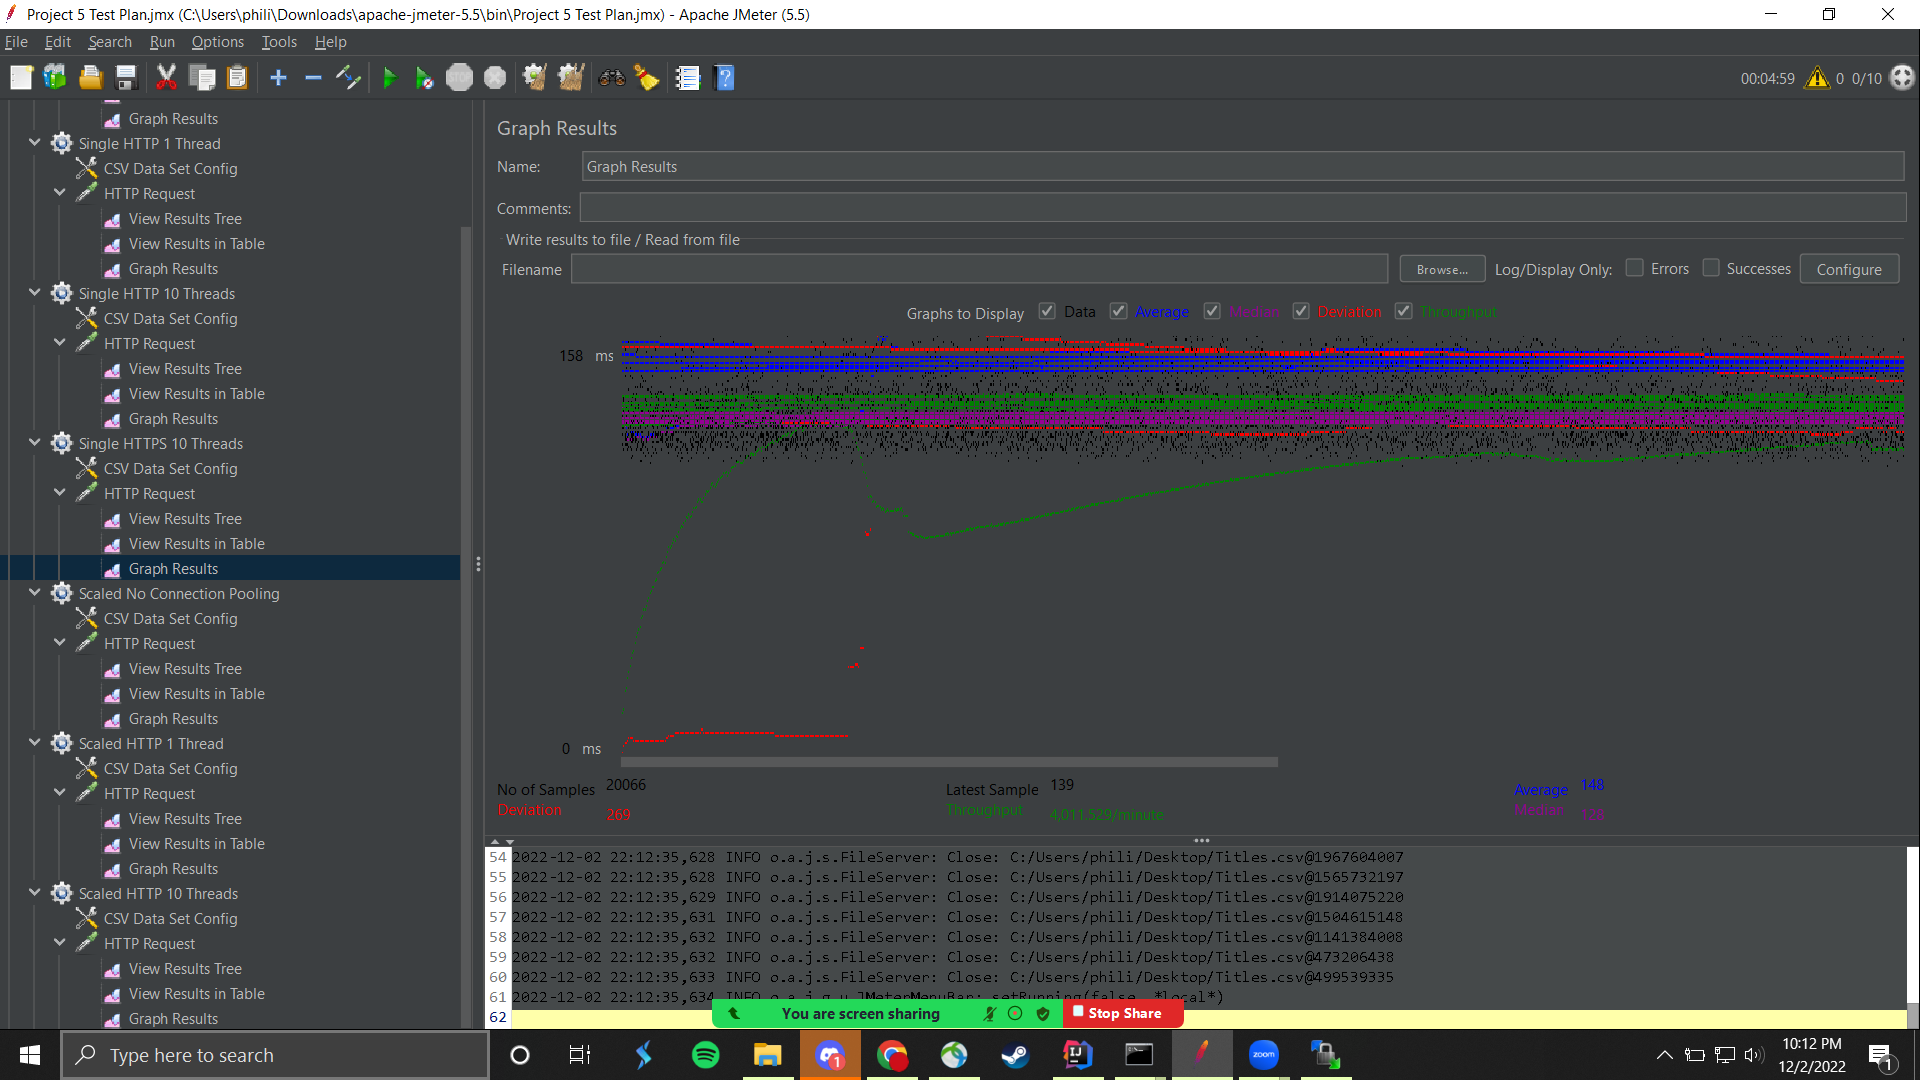 Project 5 Test Plan.jmx (C:\Users\phili\Downloads\apache-jmeter-5.5\bin\Project 5 Test Plan.jmx) - Apache JMeter (5.5)
File Edit Search Run Options Tools Help
STOP 00:04:59 0 0/10
Graph Results
Single HTTP 1 Thread
CSV Data Set Config
HTTP Request
View Results Tree
View Results in Table
Graph Results
Single HTTP 10 Threads
CSV Data Set Config
HTTP Request
View Results Tree
View Results in Table
Graph Results
Single HTTPS 10 Threads
CSV Data Set Config
HTTP Request
View Results Tree
View Results in Table
Graph Results
Scaled No Connection Pooling
CSV Data Set Config
HTTP Request
View Results Tree
View Results in Table
Graph Results
Scaled HTTP 1 Thread
CSV Data Set Config
HTTP Request
View Results Tree
View Results in Table
Graph Results
Scaled HTTP 10 Threads
CSV Data Set Config
HTTP Request
View Results Tree
View Results in Table
Graph Results
Graph Results
Name: Graph Results
Comments:
Write results to file / Read from file
Filename Browse... Log/Display Only: Errors Successes Configure
Graphs to Display Data Average Median Deviation Throughput
158 ms
0 ms
No of Samples 20066 Latest Sample 139 Average 148
Deviation 269 Throughput 4,011.529/minute Median
54 2022-12-02 22:12:35,628 INFO o.a.j.s.FileServer: Close: C:/Users/phili/Desktop/Titles.csv@1967604007
55 2022-12-02 22:12:35,628 INFO o.a.j.s.FileServer: Close: C:/Users/phili/Desktop/Titles.csv@1565732197
56 2022-12-02 22:12:35,629 INFO o.a.j.s.FileServer: Close: C:/Users/phili/Desktop/Titles.csv@1914075220
57 2022-12-02 22:12:35,631 INFO o.a.j.s.FileServer: Close: C:/Users/phili/Desktop/Titles.csv@1504615148
58 2022-12-02 22:12:35,632 INFO o.a.j.s.FileServer: Close: C:/Users/phili/Desktop/Titles.csv@1141384008
59 2022-12-02 22:12:35,632 INFO o.a.j.s.FileServer: Close: C:/Users/phili/Desktop/Titles.csv@473206438
60 2022-12-02 22:12:35,633 INFO o.a.j.s.FileServer: Close: C:/Users/phili/Desktop/Titles.csv@499539335
61 2022-12-02 22:12:35,634 INFO o.a.j.g.u.JMeterMenuBar: setRunning(false, *local*)
62
You are screen sharing Stop Share
Type here to search
1
zoom
10:12 PM
12/2/2022
1